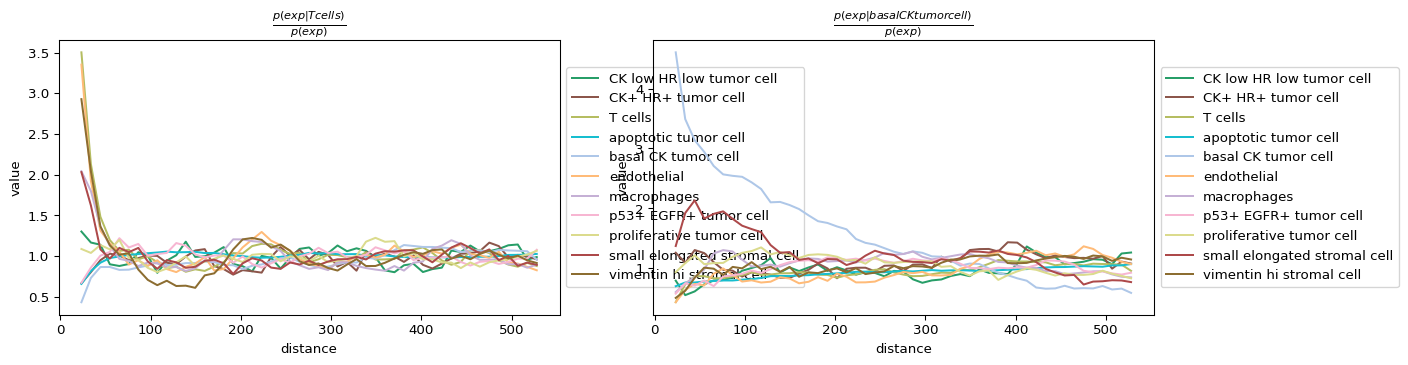 p(exp|Tcells)
p(exp)
3.5
3.0
2.5
2.0
1.5
1.0
0.5
value
0
100
200
300
400
500
distance
CK low HR low tumor cell
CK+ HR+ tumor cell
T cells
apoptotic tumor cell
basal CK tumor cell
endothelial
macrophages
p53+ EGFR+ tumor cell
proliferative tumor cell
small elongated stromal cell
vimentin hi stromal cell
p(exp|basalCKtumorcell)
p(exp)
4
3
2
1
value
0
100
200
300
400
500
distance
CK low HR low tumor cell
CK+ HR+ tumor cell
T cells
apoptotic tumor cell
basal CK tumor cell
endothelial
macrophages
p53+ EGFR+ tumor cell
proliferative tumor cell
small elongated stromal cell
vimentin hi stromal cell